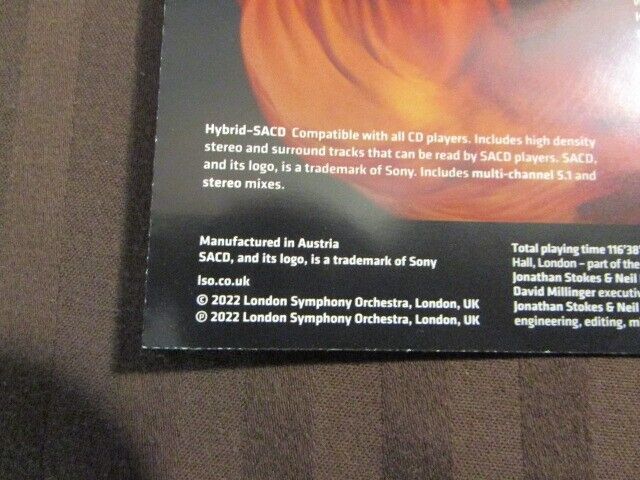 Hybrid–SACD Compatible with all CD players. Includes high density
stereo and surround tracks that can be read by SACD players. SACD,
and its logo, is a trademark of Sony. Includes multi-channel 5.1 and
stereo mixes.
Manufactured in Austria
SACD, and its logo, is a trademark of Sony
lso.co.uk
© 2022 London Symphony Orchestra, London, UK
℗ 2022 London Symphony Orchestra, London, UK
Total playing time 116'38
Hall, London – part of the
Jonathan Stokes & Neil
David Millinger execut
Jonathan Stokes & Neil
engineering, editing,